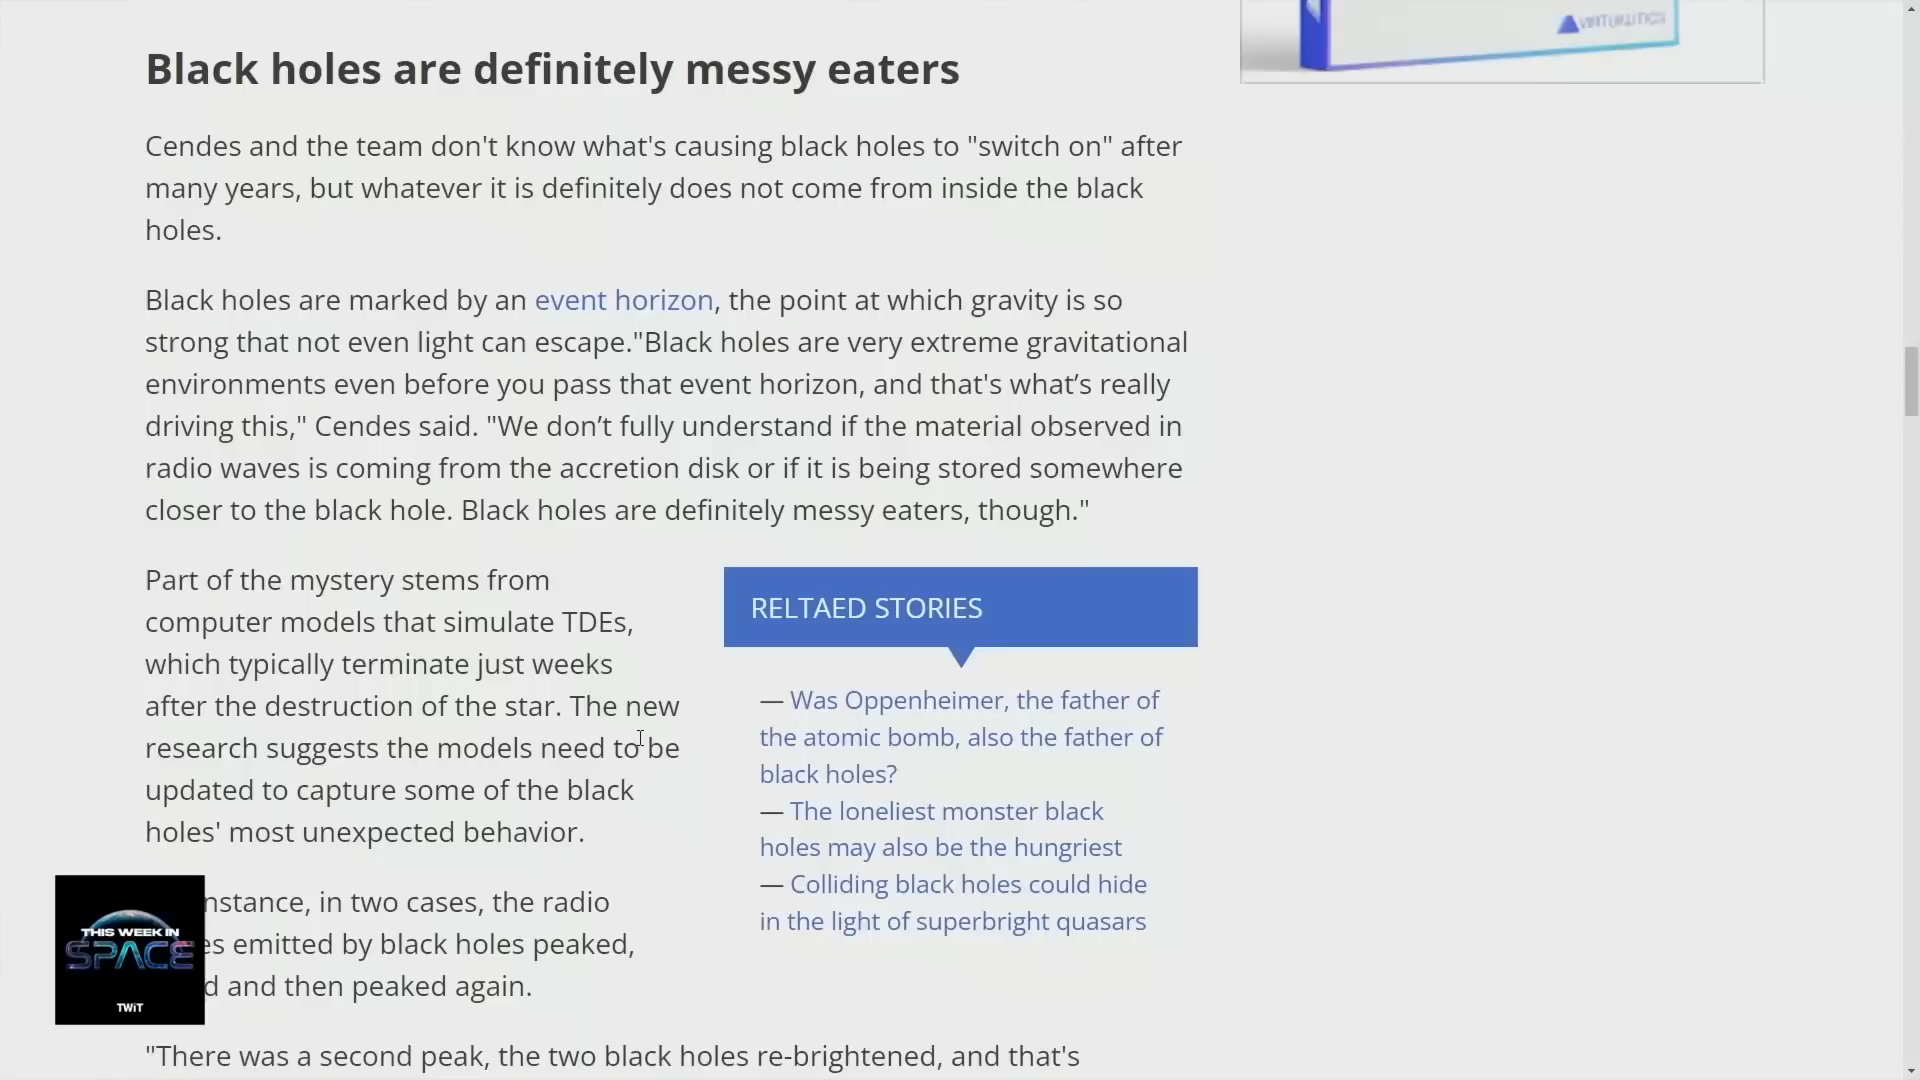 VIRTUALITICS
Black holes are definitely messy eaters
Cendes and the team don't know what's causing black holes to "switch on" after
many years, but whatever it is definitely does not come from inside the black
holes.
Black holes are marked by an event horizon, the point at which gravity is so
strong that not even light can escape."Black holes are very extreme gravitational
environments even before you pass that event horizon, and that's what’s really
driving this," Cendes said. "We don’t fully understand if the material observed in
radio waves is coming from the accretion disk or if it is being stored somewhere
closer to the black hole. Black holes are definitely messy eaters, though."
Part of the mystery stems from
computer models that simulate TDEs,
which typically terminate just weeks
after the destruction of the star. The new
research suggests the models need to be
updated to capture some of the black
holes' most unexpected behavior.
nstance, in two cases, the radio
es emitted by black holes peaked,
d and then peaked again.
RELTAED STORIES
— Was Oppenheimer, the father of
the atomic bomb, also the father of
black holes?
— The loneliest monster black
holes may also be the hungriest
— Colliding black holes could hide
in the light of superbright quasars
THIS WEEK IN
SPACE
TWiT
"There was a second peak, the two black holes re-brightened, and that's